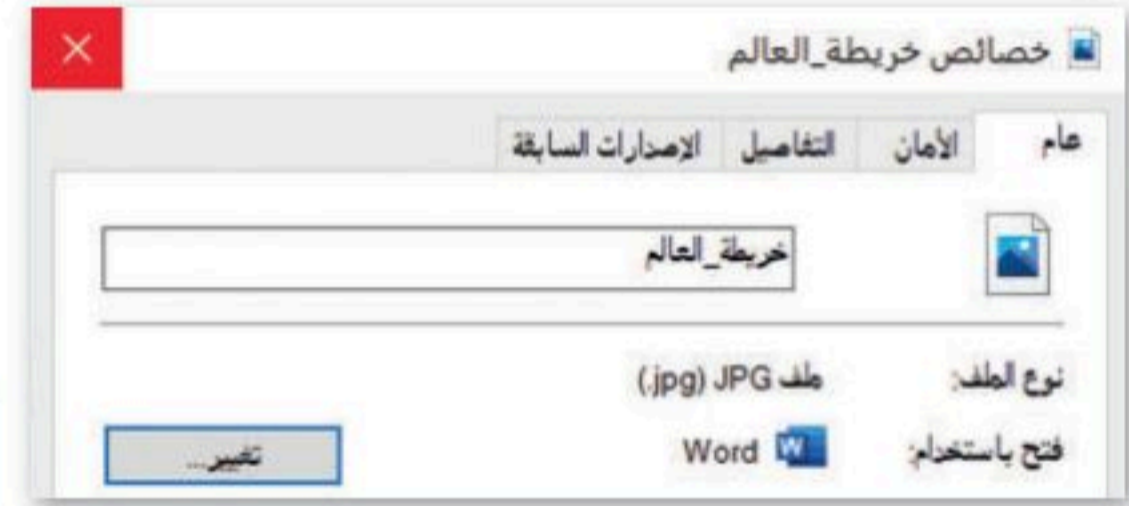 خصائص خريطة_العالم
عام الأمان التفاصيل الإصدارات السابقة
خريطة_العالم
نوع الملف: ملف JPG (.jpg)
فتح باستخدام: Word تغيير...